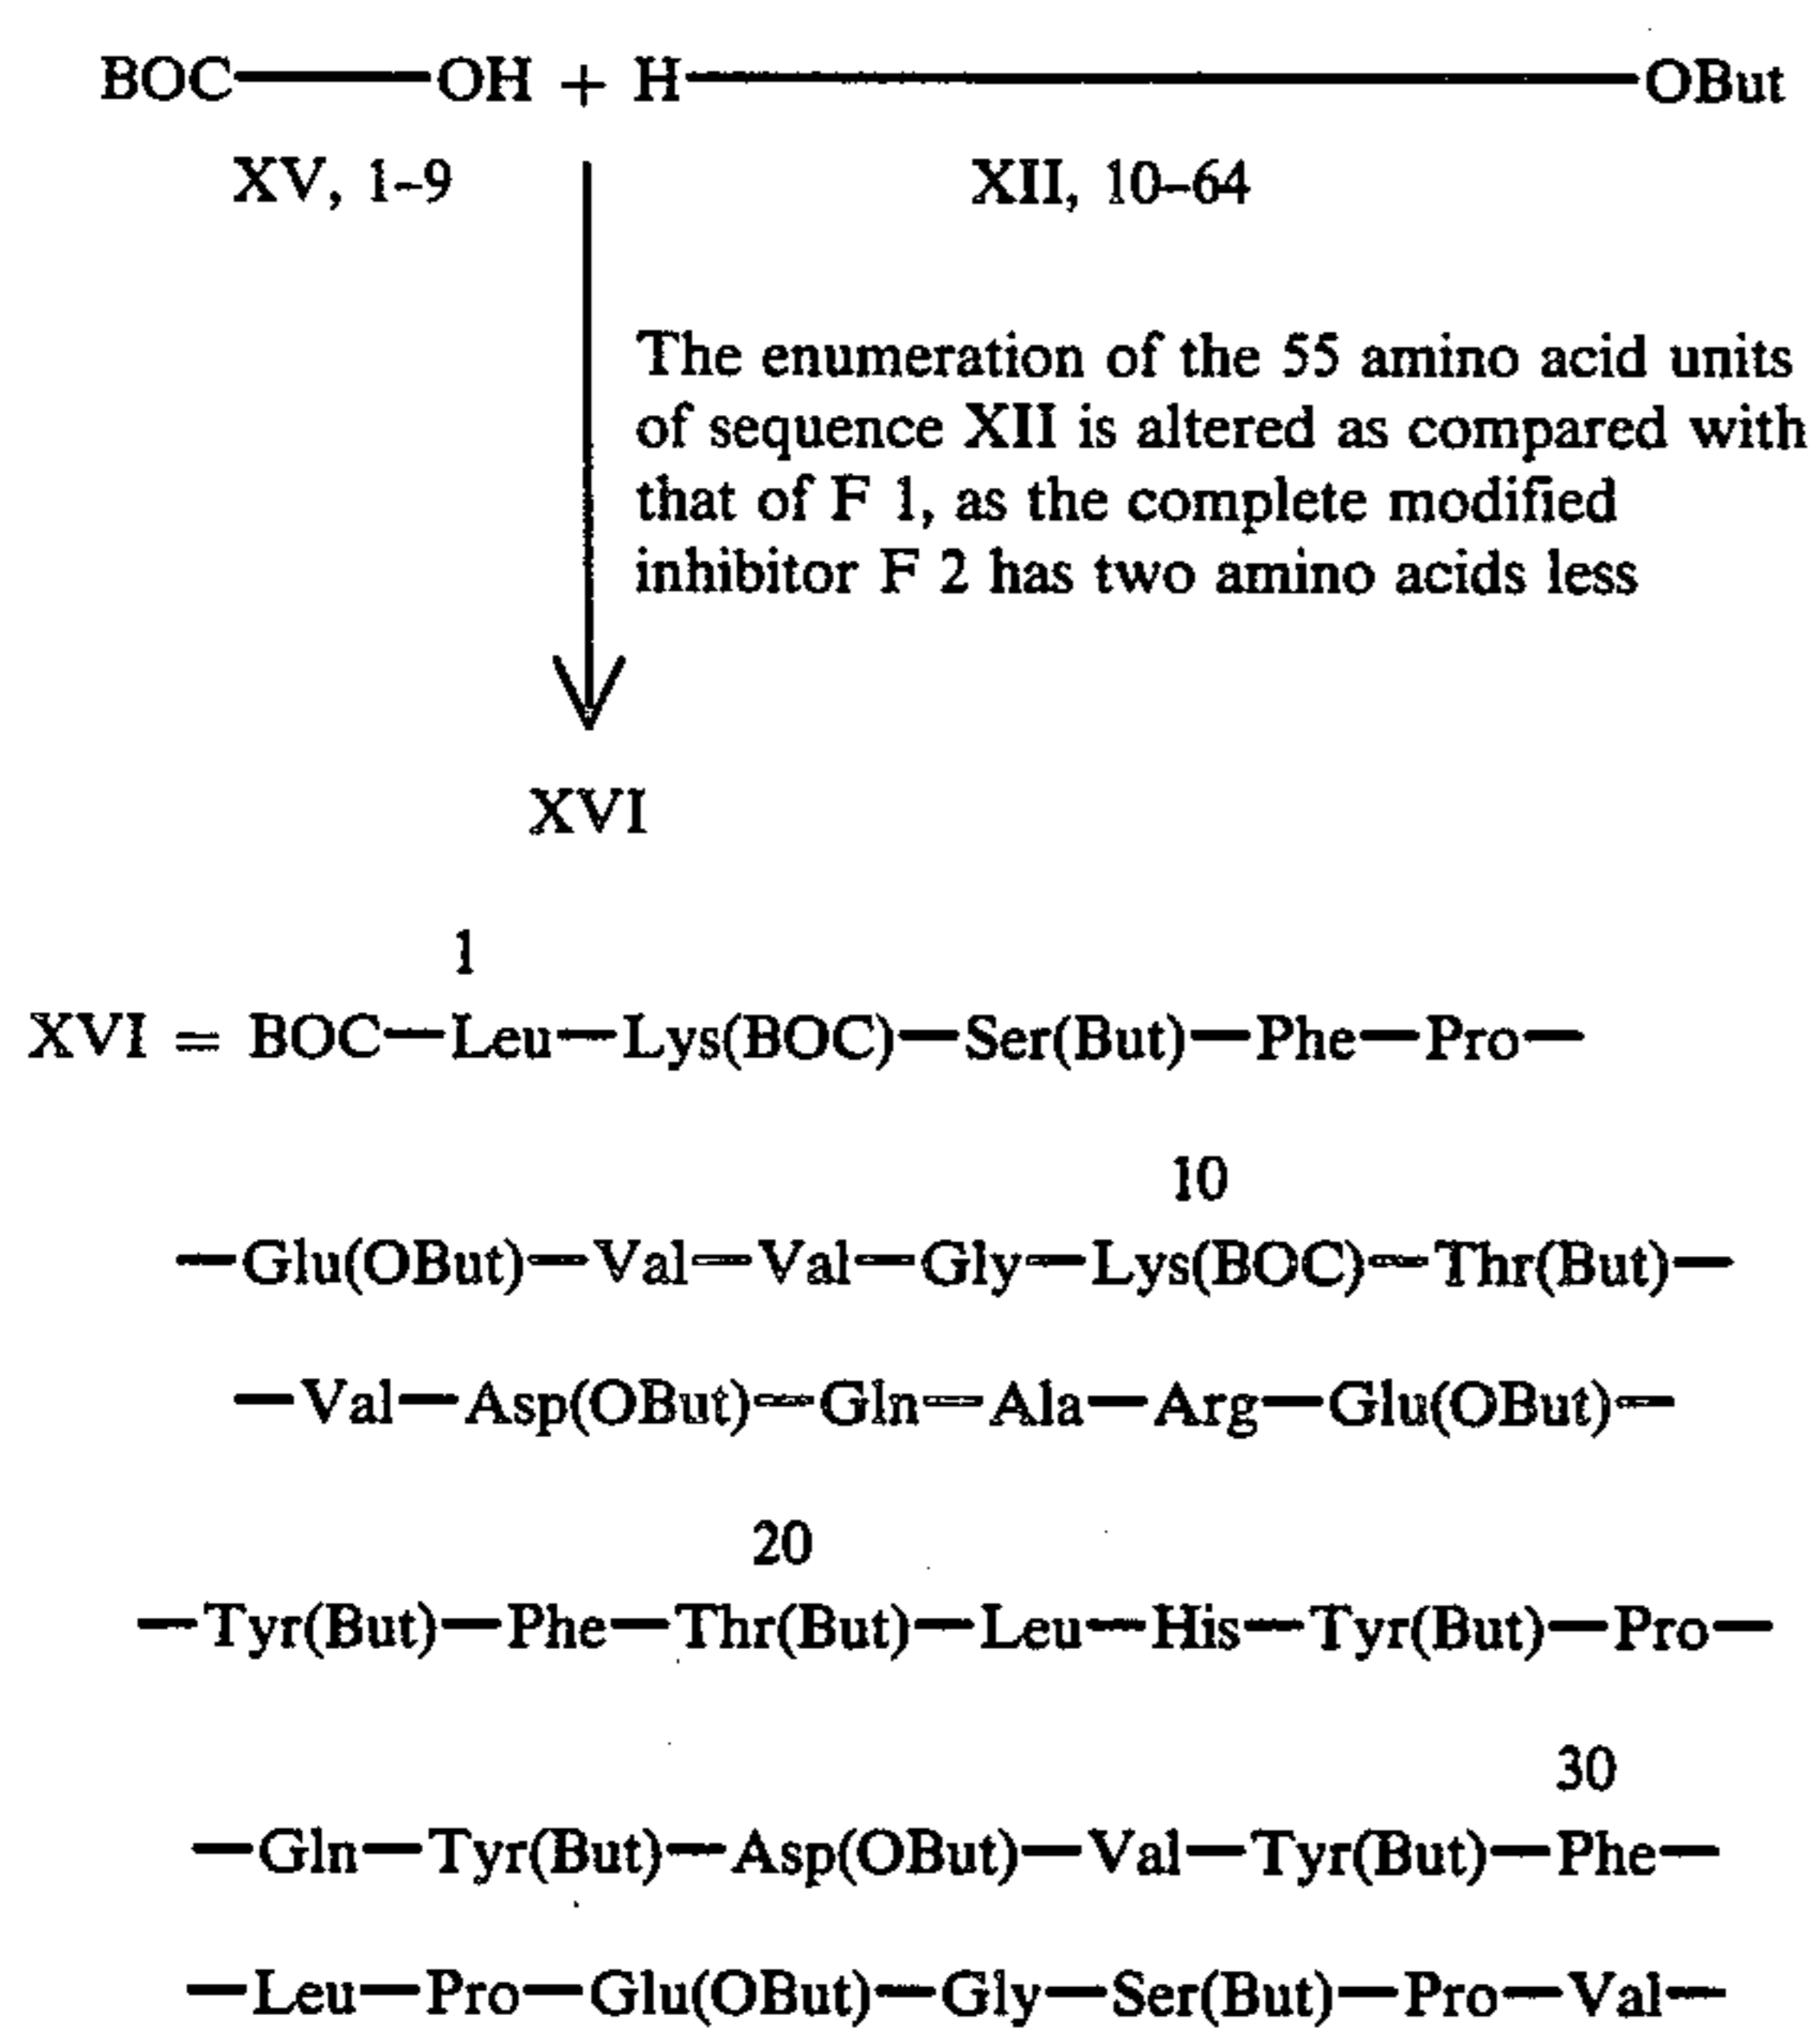 BOC——OH + H——————OBut
XV, 1–9 XII, 10–64
The enumeration of the 55 amino acid units
of sequence XII is altered as compared with
that of F 1, as the complete modified
inhibitor F 2 has two amino acids less
XVI
1
XVI = BOC—Leu—Lys(BOC)—Ser(But)—Phe—Pro—
10
—Glu(OBut)—Val—Val—Gly—Lys(BOC)—Thr(But)—
—Val—Asp(OBut)—Gln—Ala—Arg—Glu(OBut)—
20
—Tyr(But)—Phe—Thr(But)—Leu—His—Tyr(But)—Pro—
30
—Gln—Tyr(But)—Asp(OBut)—Val—Tyr(But)—Phe—
—Leu—Pro—Glu(OBut)—Gly—Ser(But)—Pro—Val—